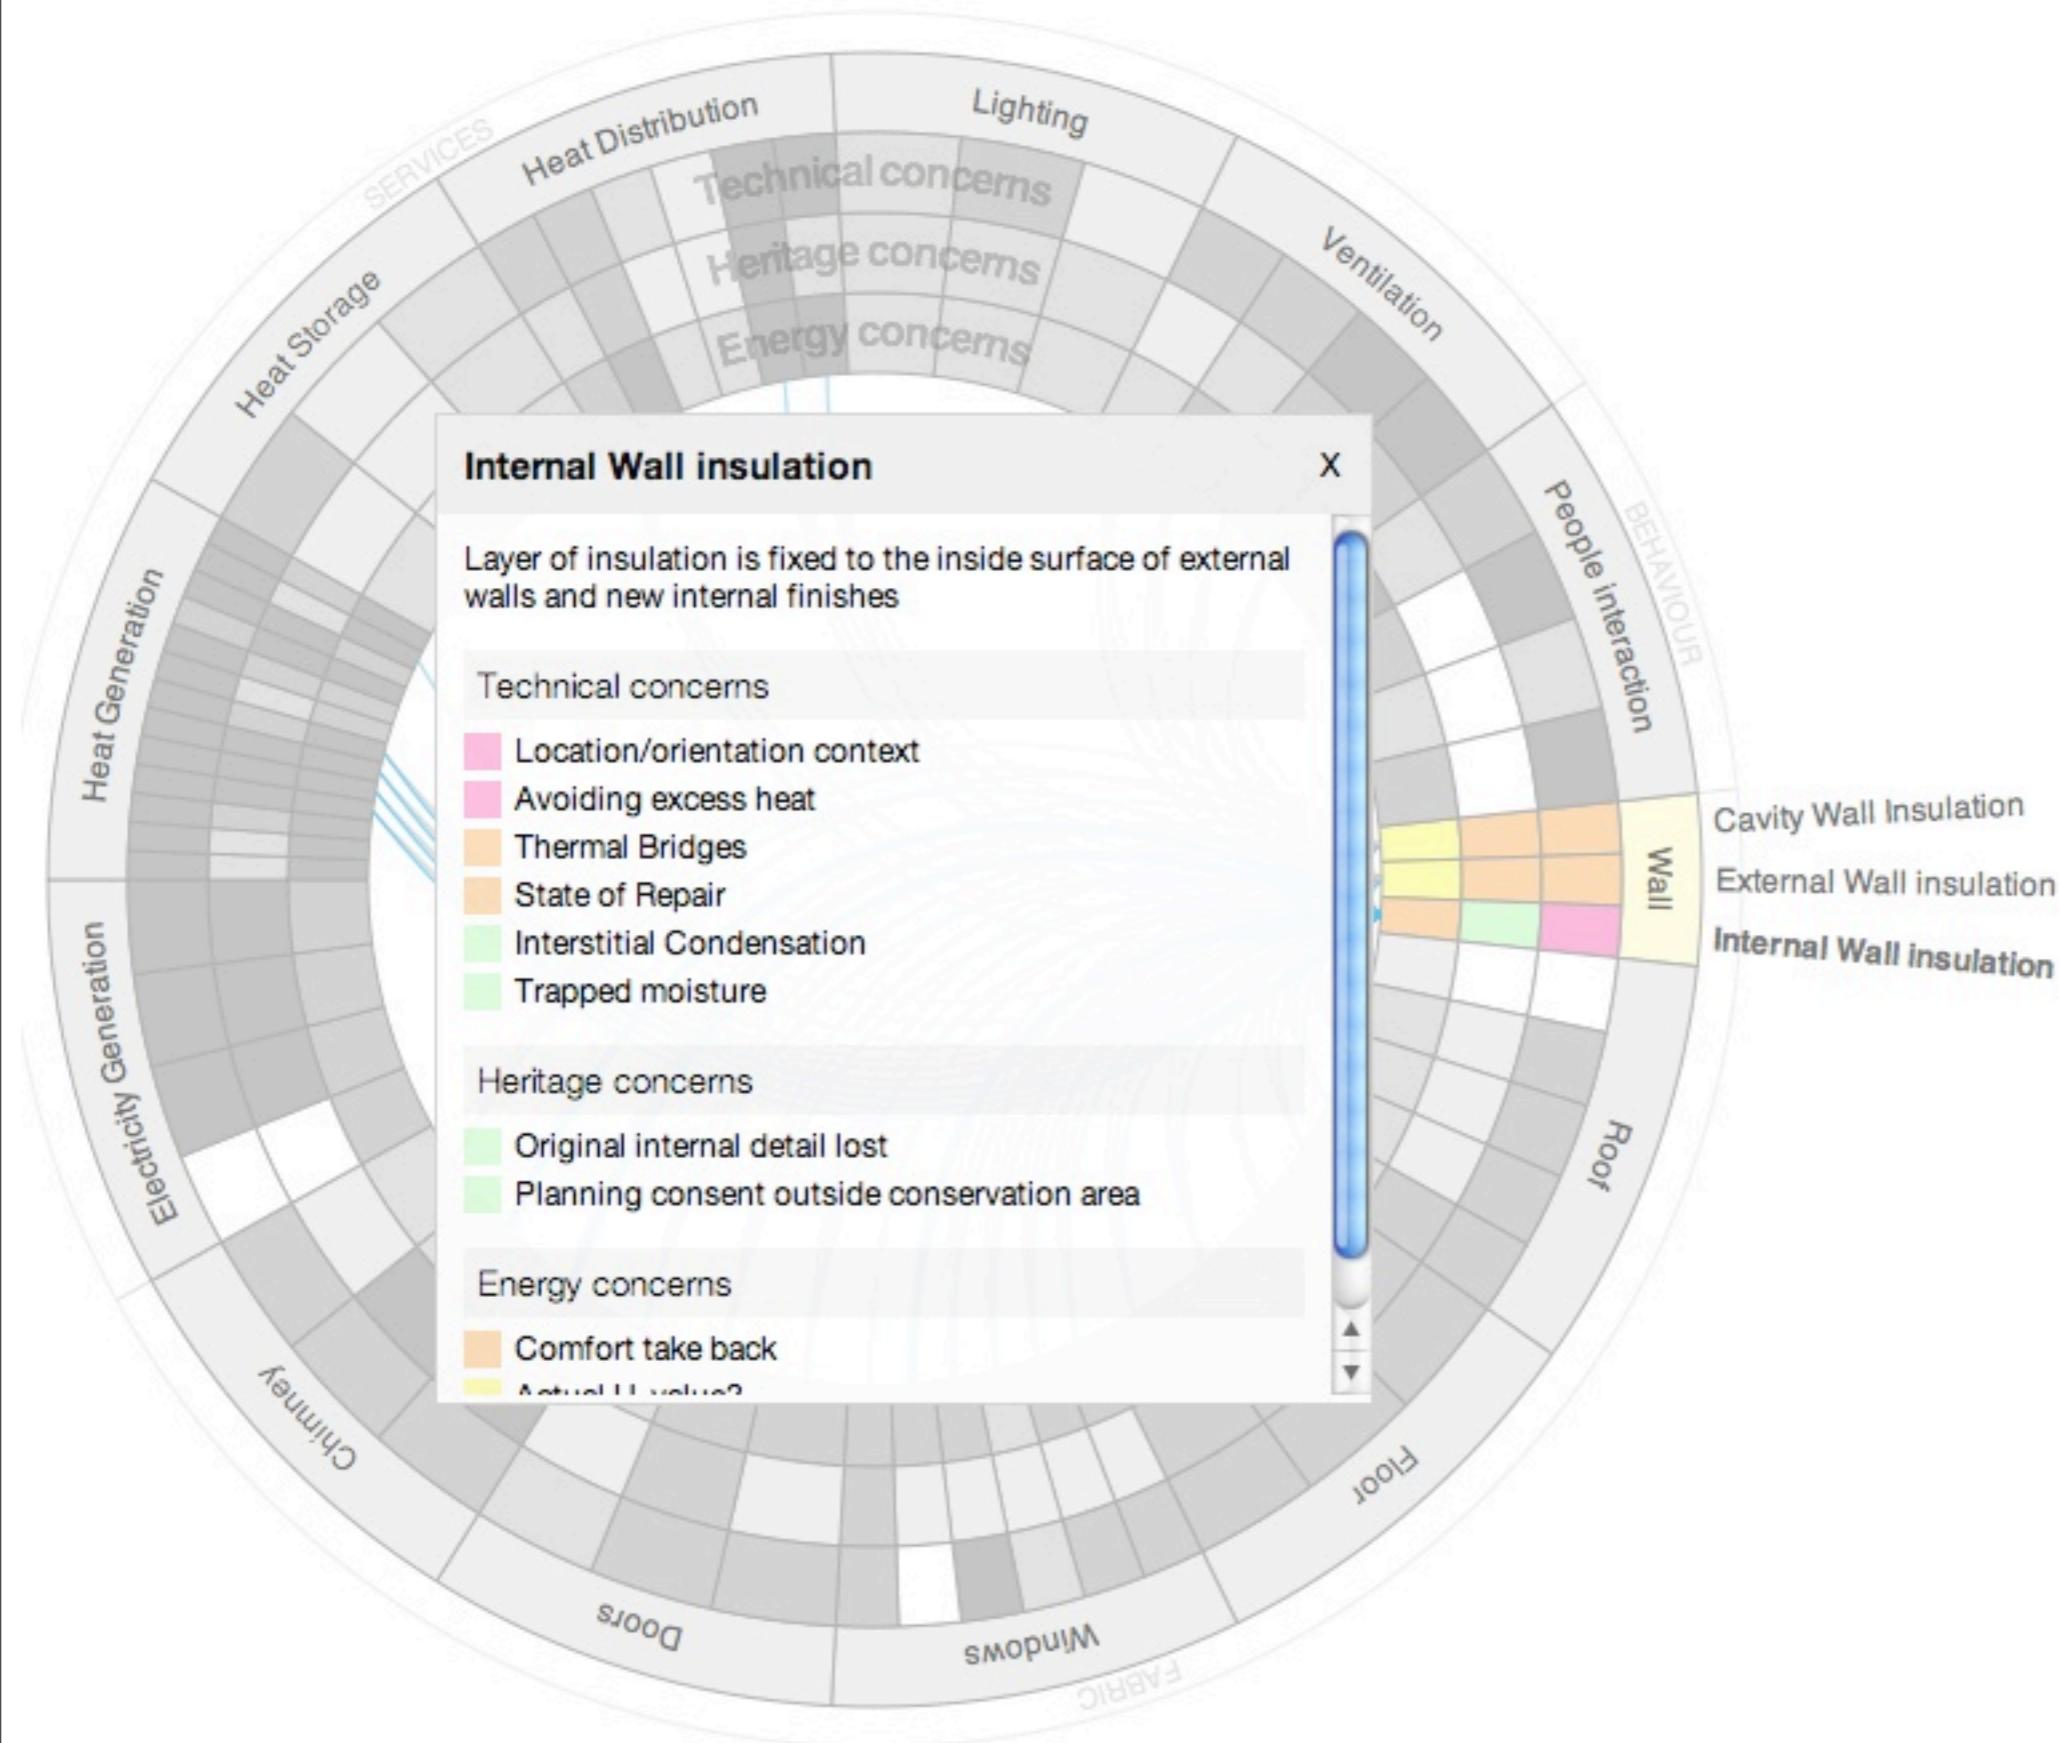 SERVICES
Heat Distribution
Lighting
Technical concerns
Heritage concerns
Energy concerns
Ventilation
Heat Storage
People interaction
BEHAVIOUR
Heat Generation
Internal Wall insulation
X
Layer of insulation is fixed to the inside surface of external
walls and new internal finishes
Technical concerns
Location/orientation context
Avoiding excess heat
Thermal Bridges
State of Repair
Interstitial Condensation
Trapped moisture
Heritage concerns
Original internal detail lost
Planning consent outside conservation area
Energy concerns
Comfort take back
Actual U-value?
Wall
Cavity Wall Insulation
External Wall insulation
Internal Wall insulation
Electricity Generation
Roof
Chimney
Floor
Doors
Windows
FABRIC